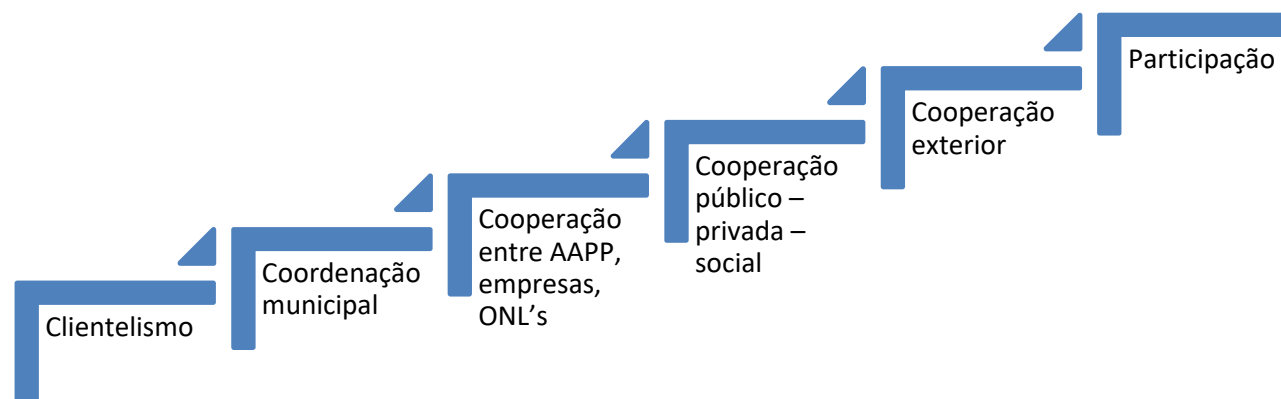 Clientelismo
Coordenação
municipal
Cooperação
entre AAPP,
empresas,
ONL’s
Cooperação
público –
privada –
social
Cooperação
exterior
Participação